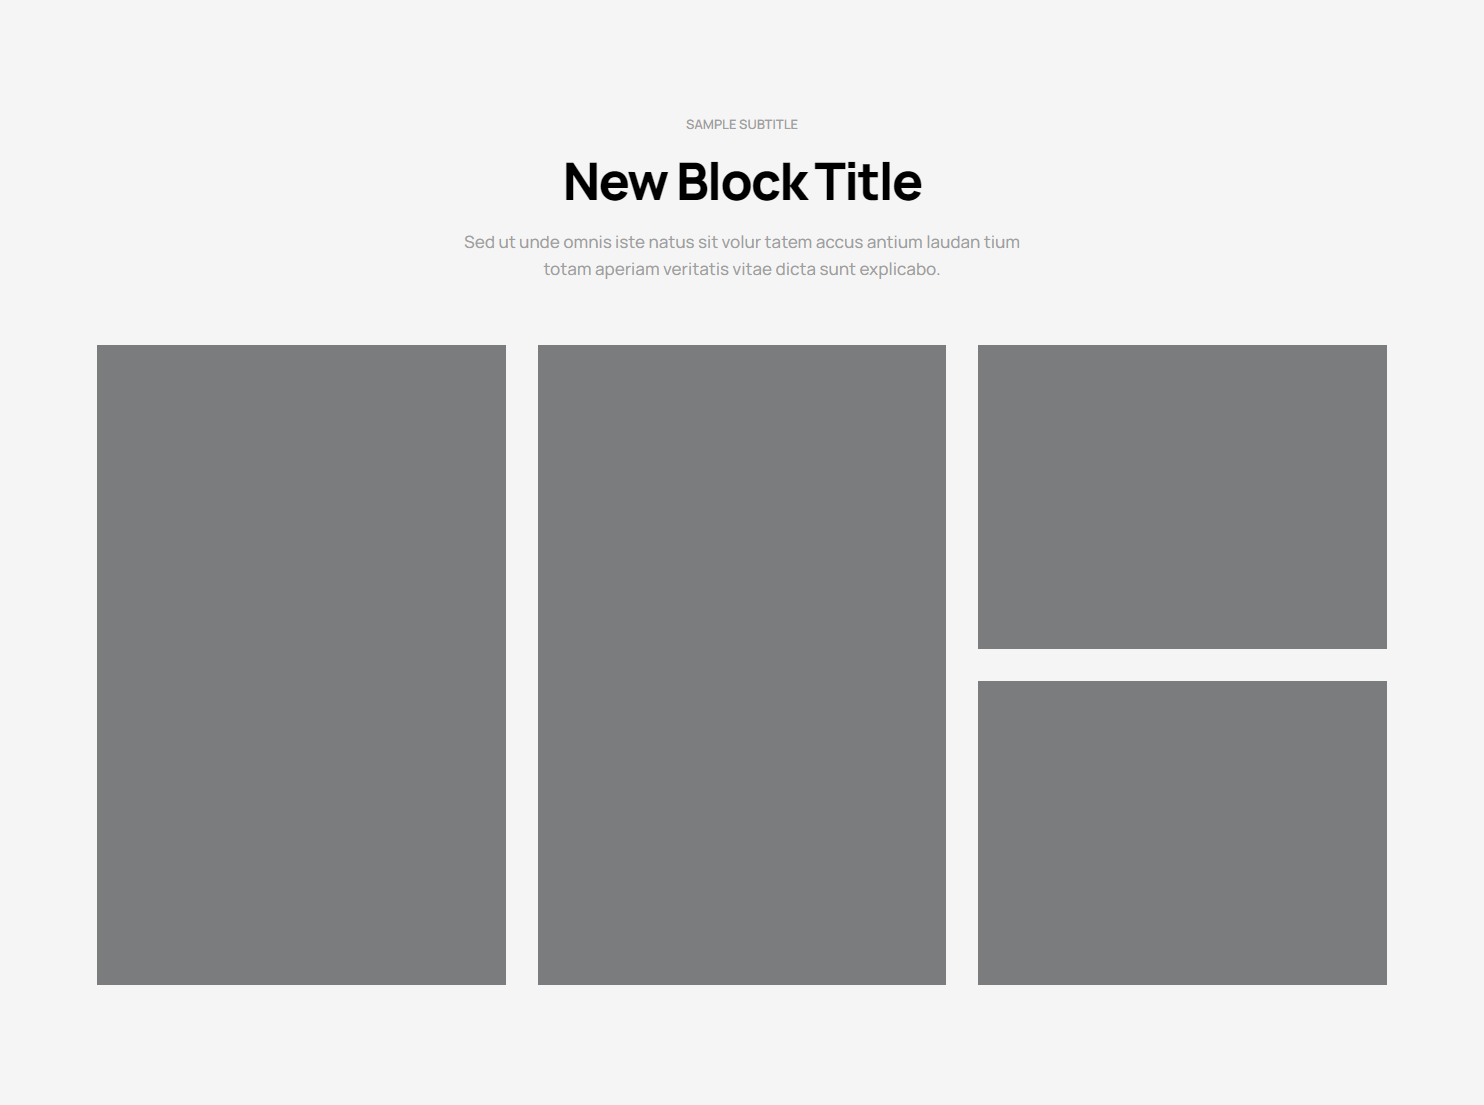 SAMPLE SUBTITLE
New Block Title
Sed ut unde omnis iste natus sit volur tatem accus antium laudan tium
totam aperiam veritatis vitae dicta sunt explicabo.